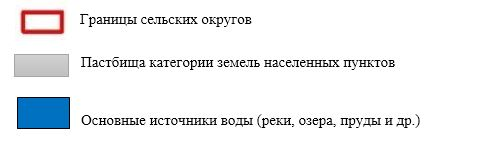 Границы сельских округов
Пастбища категории земель населенных пунктов
Основные источники воды (реки, озера, пруды и др.)